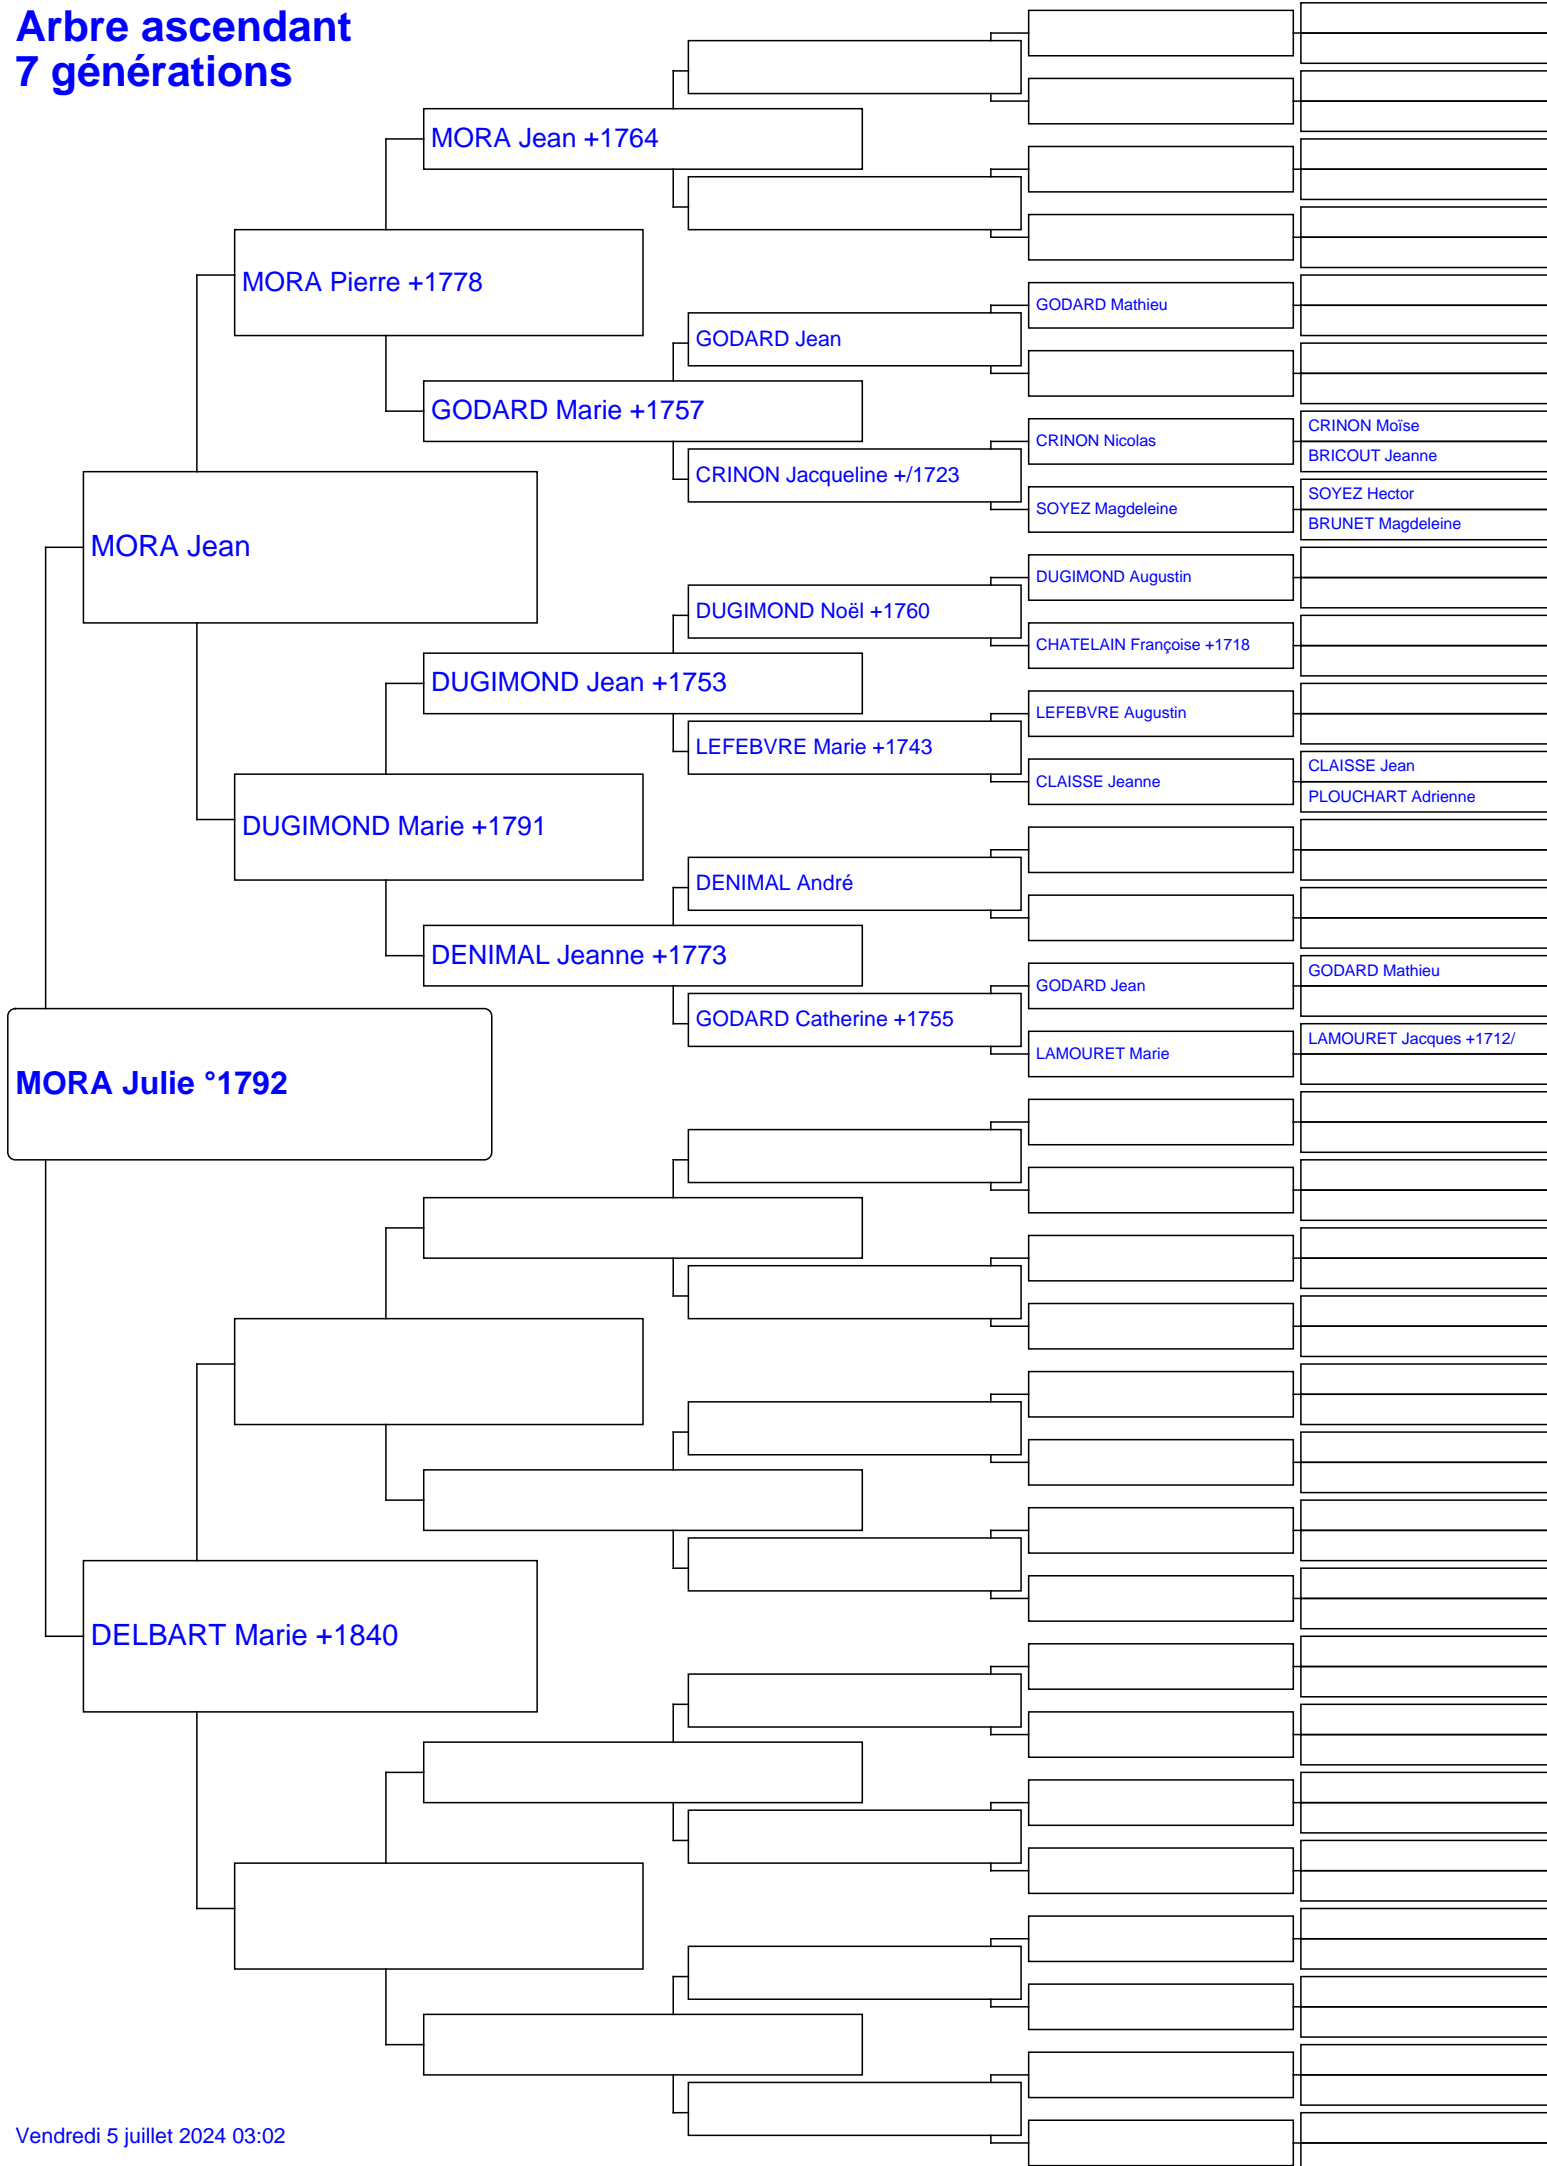 Arbre ascendant
7 générations
MORA Jean +1764
MORA Pierre +1778
GODARD Mathieu
GODARD Jean
GODARD Marie +1757
CRINON Moïse
CRINON Nicolas
BRICOUT Jeanne
CRINON Jacqueline +/1723
SOYEZ Hector
SOYEZ Magdeleine
BRUNET Magdeleine
MORA Jean
DUGIMOND Augustin
DUGIMOND Noël +1760
CHATELAIN Françoise +1718
DUGIMOND Jean +1753
LEFEBVRE Augustin
LEFEBVRE Marie +1743
CLAISSE Jean
CLAISSE Jeanne
PLOUCHART Adrienne
DUGIMOND Marie +1791
DENIMAL André
DENIMAL Jeanne +1773
GODARD Mathieu
GODARD Jean
GODARD Catherine +1755
LAMOURET Jacques +1712/
LAMOURET Marie
MORA Julie °1792
DELBART Marie +1840
Vendredi 5 juillet 2024 03:02